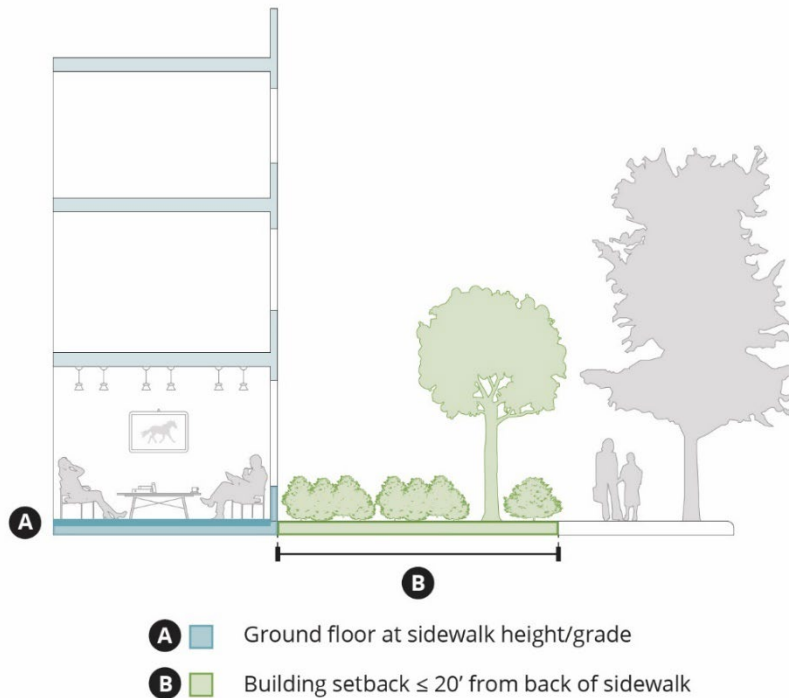 A
B
A Ground floor at sidewalk height/grade
B Building setback ≤ 20’ from back of sidewalk